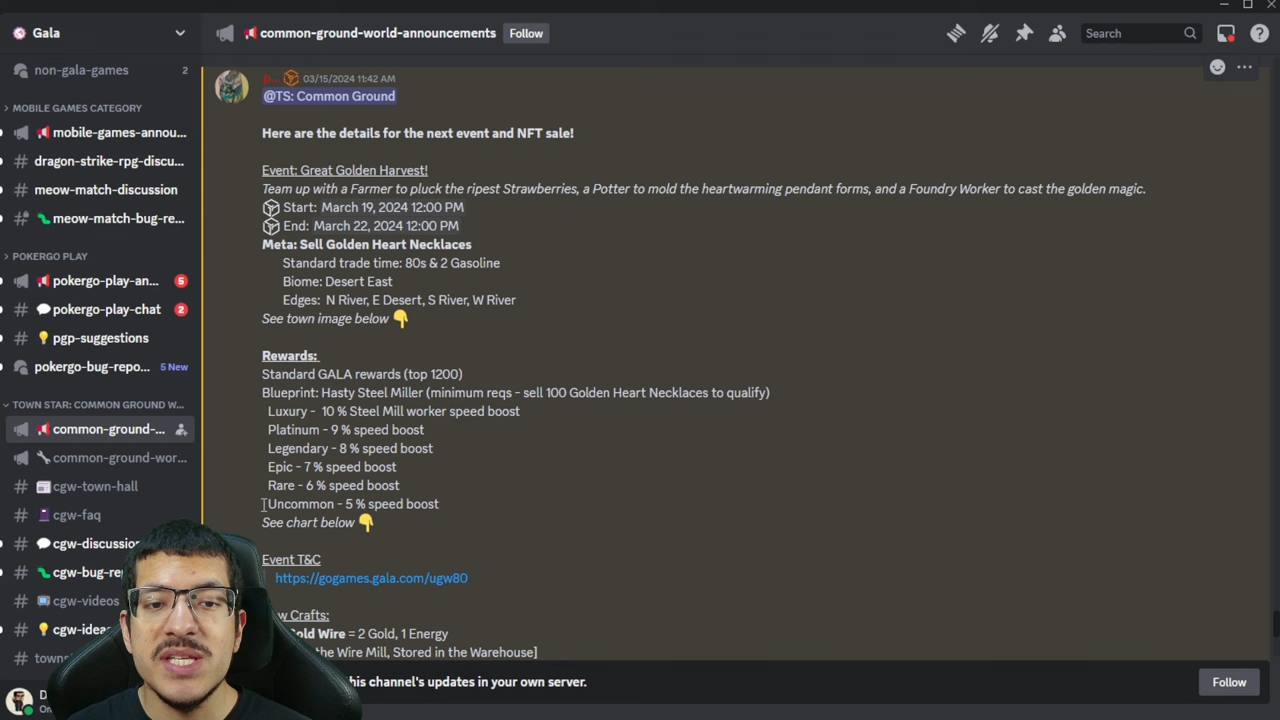 Gala
common-ground-world-announcements
Follow
Search
non-gala-games
2
MOBILE GAMES CATEGORY
mobile-games-annou...
dragon-strike-rpg-discu...
meow-match-discussion
meow-match-bug-re...
POKERGO PLAY
pokergo-play-an...
5
pokergo-play-chat
2
pgp-suggestions
pokergo-bug-repo...
5 New
TOWN STAR: COMMON GROUND W...
common-ground-...
common-ground-wor...
cgw-town-hall
cgw-faq
cgw-discussion
cgw-bug-rep
cgw-videos
cgw-ideas
towns
03/15/2024 11:42 AM
@TS: Common Ground
Here are the details for the next event and NFT sale!
Event: Great Golden Harvest!
Team up with a Farmer to pluck the ripest Strawberries, a Potter to mold the heartwarming pendant forms, and a Foundry Worker to cast the golden magic.
Start: March 19, 2024 12:00 PM
End: March 22, 2024 12:00 PM
Meta: Sell Golden Heart Necklaces
Standard trade time: 80s & 2 Gasoline
Biome: Desert East
Edges: N River, E Desert, S River, W River
See town image below
Rewards:
Standard GALA rewards (top 1200)
Blueprint: Hasty Steel Miller (minimum reqs - sell 100 Golden Heart Necklaces to qualify)
Luxury - 10 % Steel Mill worker speed boost
Platinum - 9 % speed boost
Legendary - 8 % speed boost
Epic - 7 % speed boost
Rare - 6 % speed boost
Uncommon - 5 % speed boost
See chart below
Event T&C
https://gogames.gala.com/ugw80
w Crafts:
old Wire = 2 Gold, 1 Energy
the Wire Mill, Stored in the Warehouse]
his channel's updates in your own server.
Follow